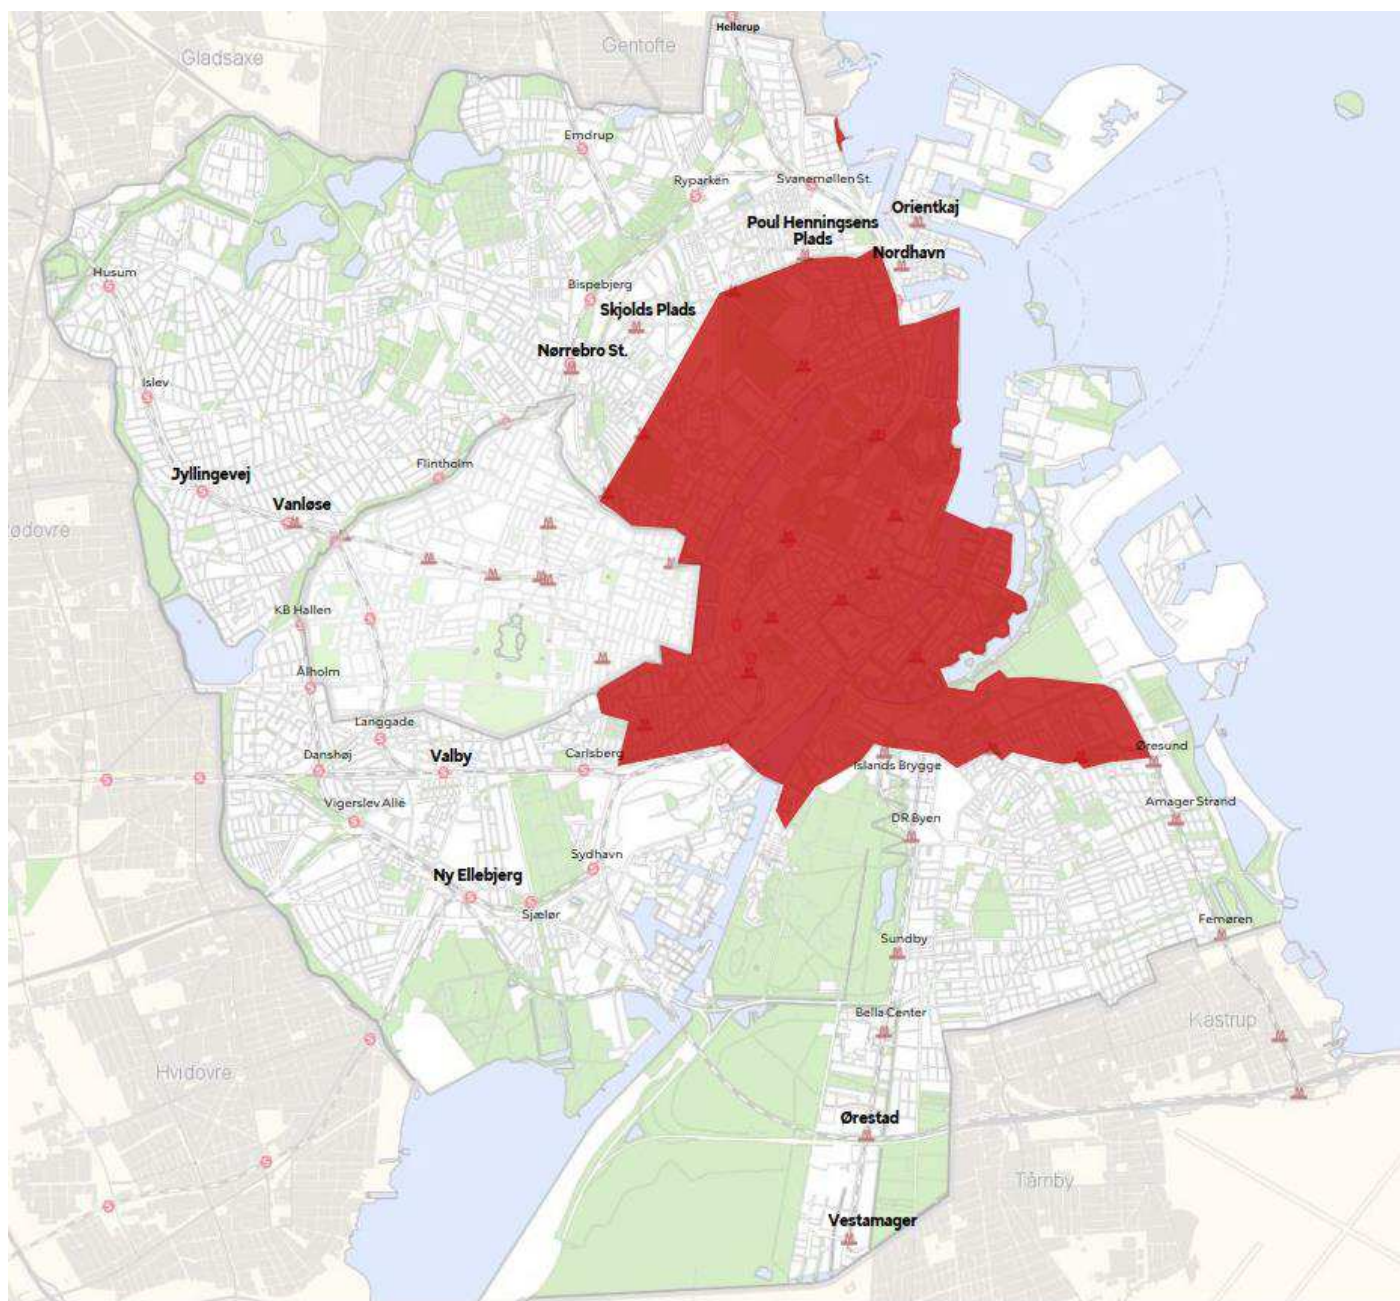 Hellerup
Gentofte
Gladsaxe
Emdrup
Ryparken
Svanemøllen St.
Orientkaj
Poul Henningsens
Plads
Nordhavn
Husum
Bispebjerg
Skjolds Plads
Nørrebro St.
Islev
Flintholm
Jyllingevej
Vanløse
ødovre
KB Hallen
Ålholm
Langgade
Danshøj
Valby
Carlsberg
Øresund
Islands Brygge
Vigerslev Allé
Amager Strand
DR Byen
Sydhavn
Ny Ellebjerg
Sjælør
Femøren
Sundby
Bella Center
Kastrup
Hvidovre
Ørestad
Tårnby
Vestamager